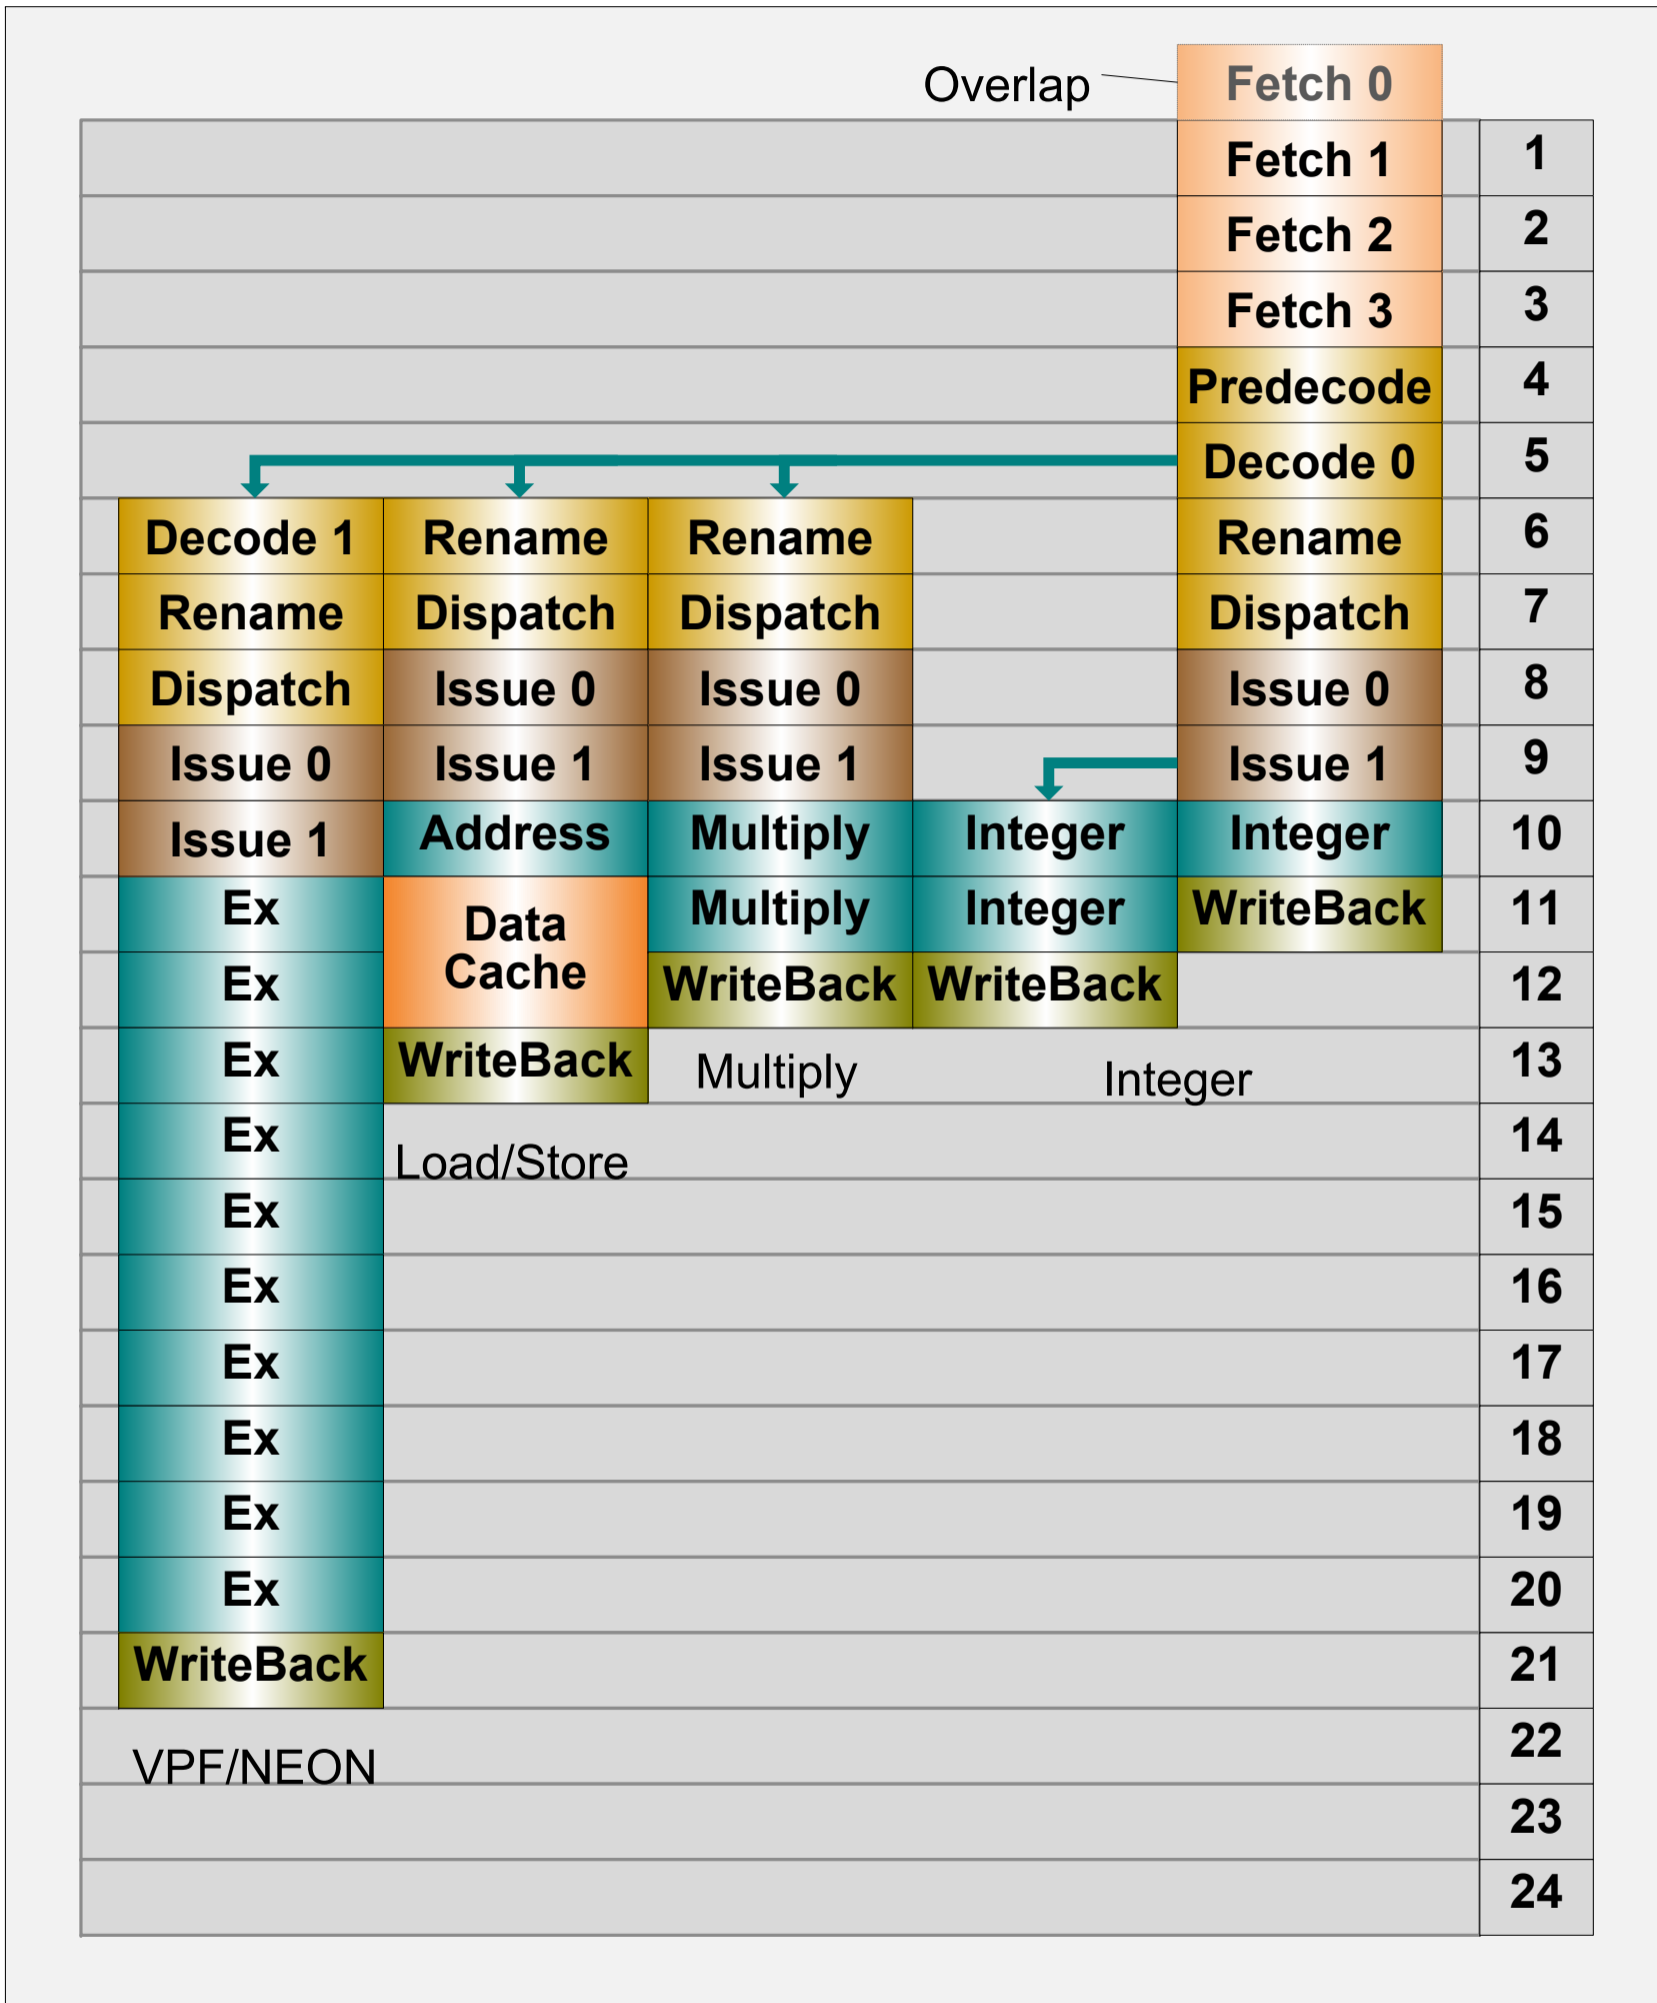 Overlap Fetch 0
Fetch 1 1
Fetch 2 2
Fetch 3 3
Predecode 4
Decode 0 5
Decode 1 Rename Rename Rename 6
Rename Dispatch Dispatch Dispatch 7
Dispatch Issue 0 Issue 0 Issue 0 8
Issue 0 Issue 1 Issue 1 Issue 1 9
Issue 1 Address Multiply Integer Integer 10
Ex Data Multiply Integer WriteBack 11
Ex Cache WriteBack WriteBack 12
Ex WriteBack Multiply Integer 13
Ex Load/Store 14
Ex 15
Ex 16
Ex 17
Ex 18
Ex 19
Ex 20
WriteBack 21
VPF/NEON 22
23
24